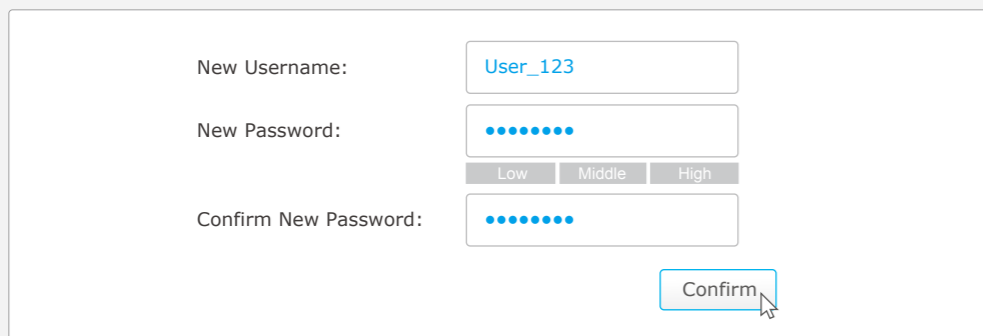 New Username: User_123
New Password: ••••••••
Low Middle High
Confirm New Password: ••••••••
Confirm